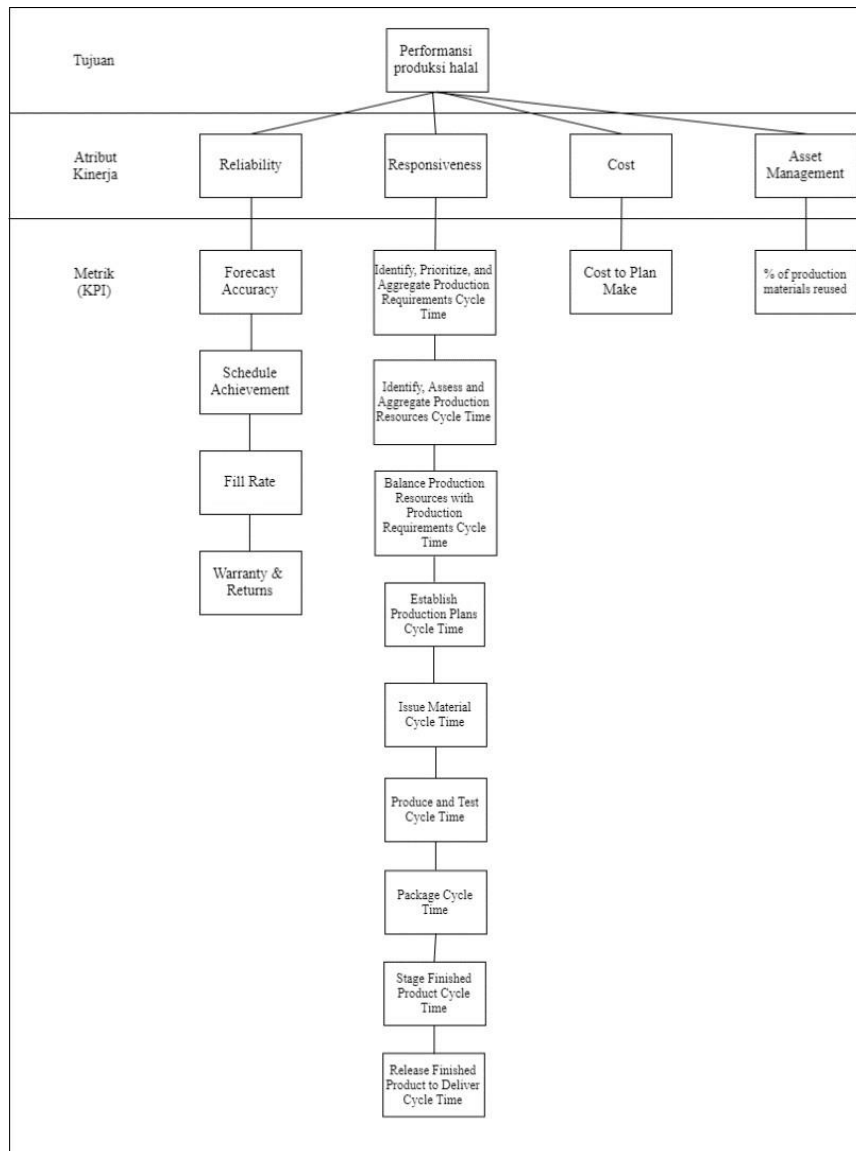 Tujuan
Performansi
produksi halal
Atribut
Kinerja
Reliability
Responsiveness
Cost
Asset
Management
Metrik
(KPI)
Forecast
Accuracy
Schedule
Achievement
Fill Rate
Warranty &
Returns
Identify, Prioritize, and
Aggregate Production
Requirements Cycle
Time
Identify, Assess and
Aggregate Production
Resources Cycle Time
Balance Production
Resources with
Production
Requirements Cycle
Time
Establish
Production Plans
Cycle Time
Issue Material
Cycle Time
Produce and Test
Cycle Time
Package Cycle
Time
Stage Finished
Product Cycle
Time
Release Finished
Product to Deliver
Cycle Time
Cost to Plan
Make
% of production
materials reused